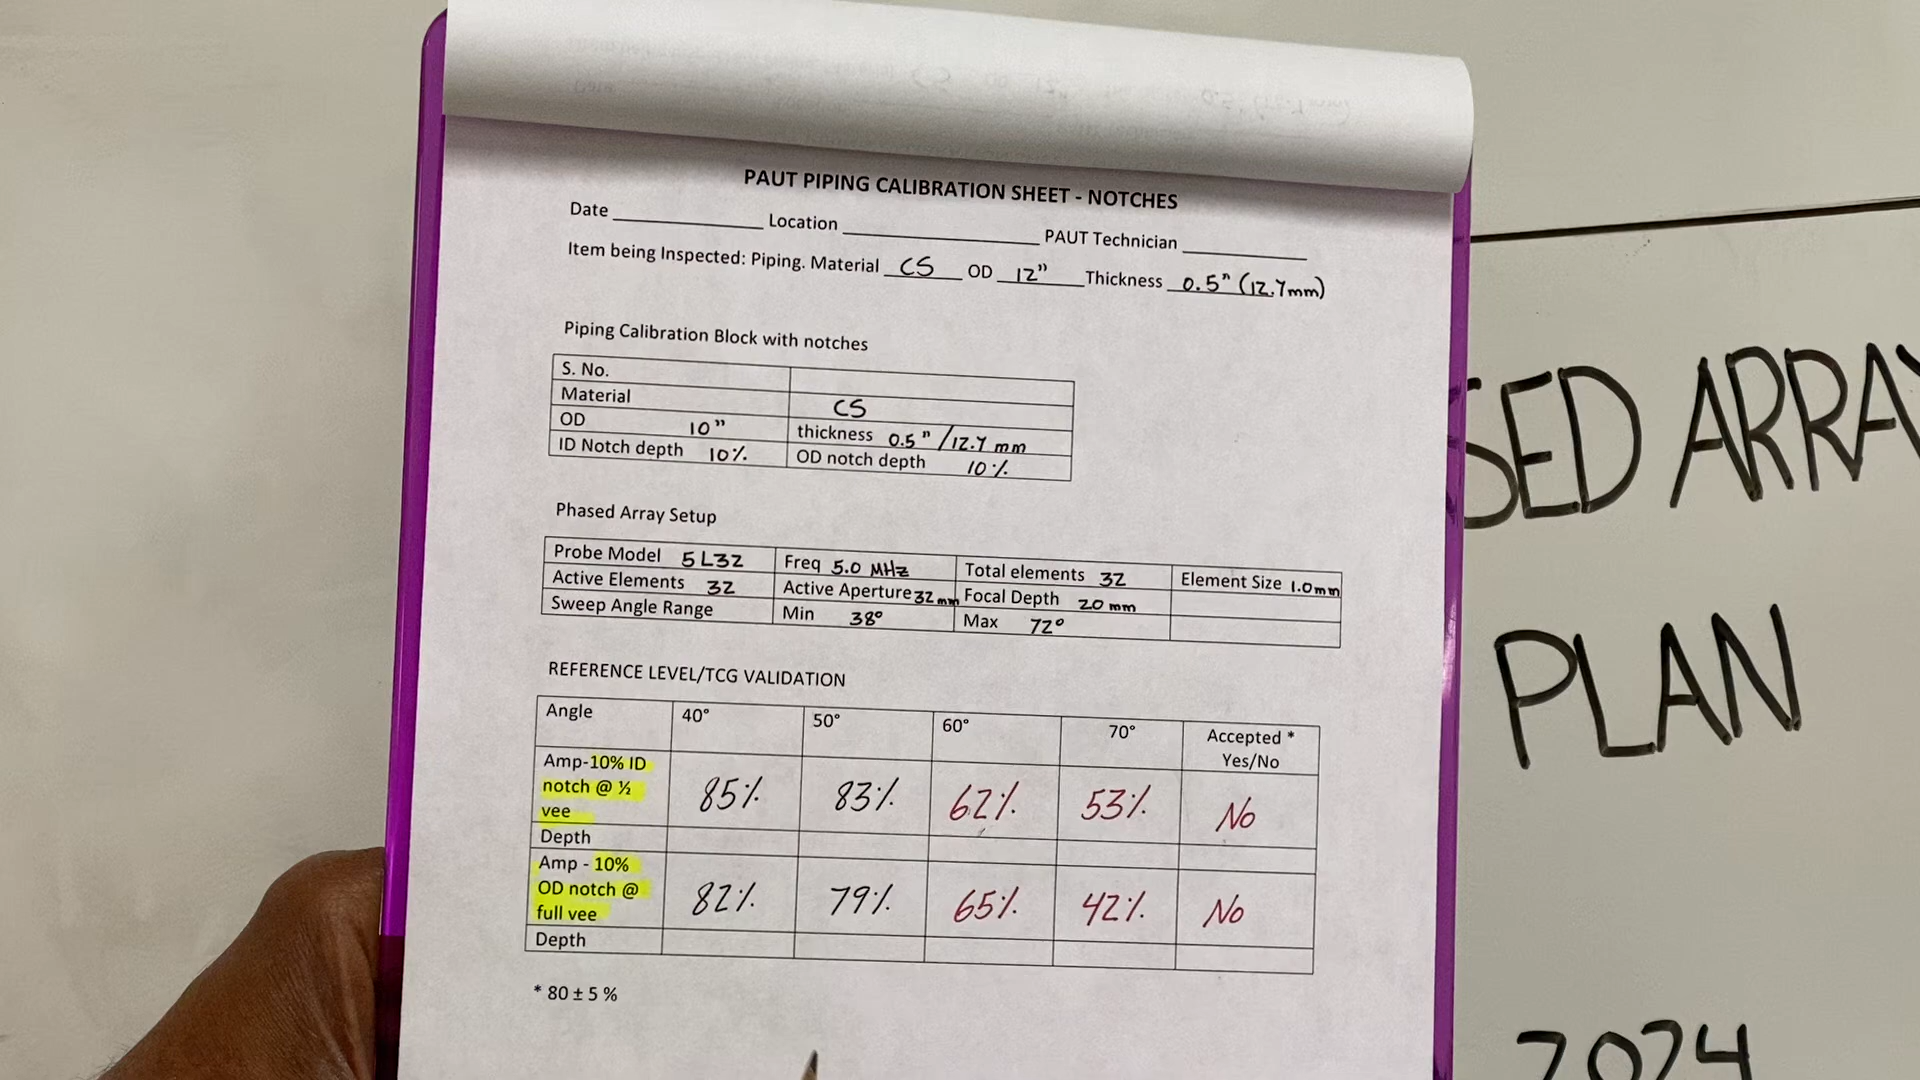 PAUT PIPING CALIBRATION SHEET - NOTCHES
Date Location PAUT Technician
Item being Inspected: Piping. Material CS OD 12" Thickness 0.5" (12.7mm)
Piping Calibration Block with notches
S. No.
Material CS
OD 10" thickness 0.5"/12.7 mm
ID Notch depth 10% OD notch depth 10%
Phased Array Setup
Probe Model 5L32 Freq 5.0 MHz Total elements 32 Element Size 1.0mm
Active Elements 32 Active Aperture 32mm Focal Depth 20mm
Sweep Angle Range Min 38° Max 72°
REFERENCE LEVEL/TCG VALIDATION
Angle 40° 50° 60° 70° Accepted *
Yes/No
Amp-10% ID
notch @ ½ 85% 83% 62% 53% No
vee
Depth
Amp - 10%
OD notch @ 82% 79% 65% 42% No
full vee
Depth
* 80 ± 5 %
SED ARRAY
PLAN
2024